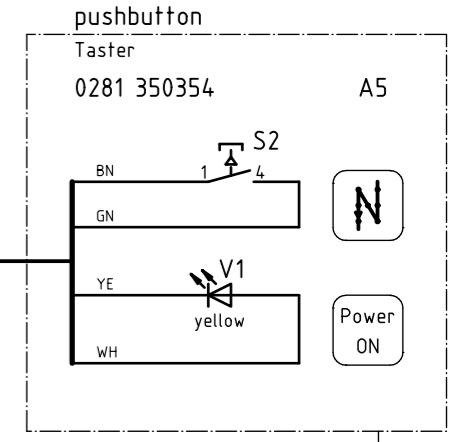 pushbutton
Taster
0281 350354 A5
S2
BN 1 4
GN
YE V1
yellow
Power
ON
WH